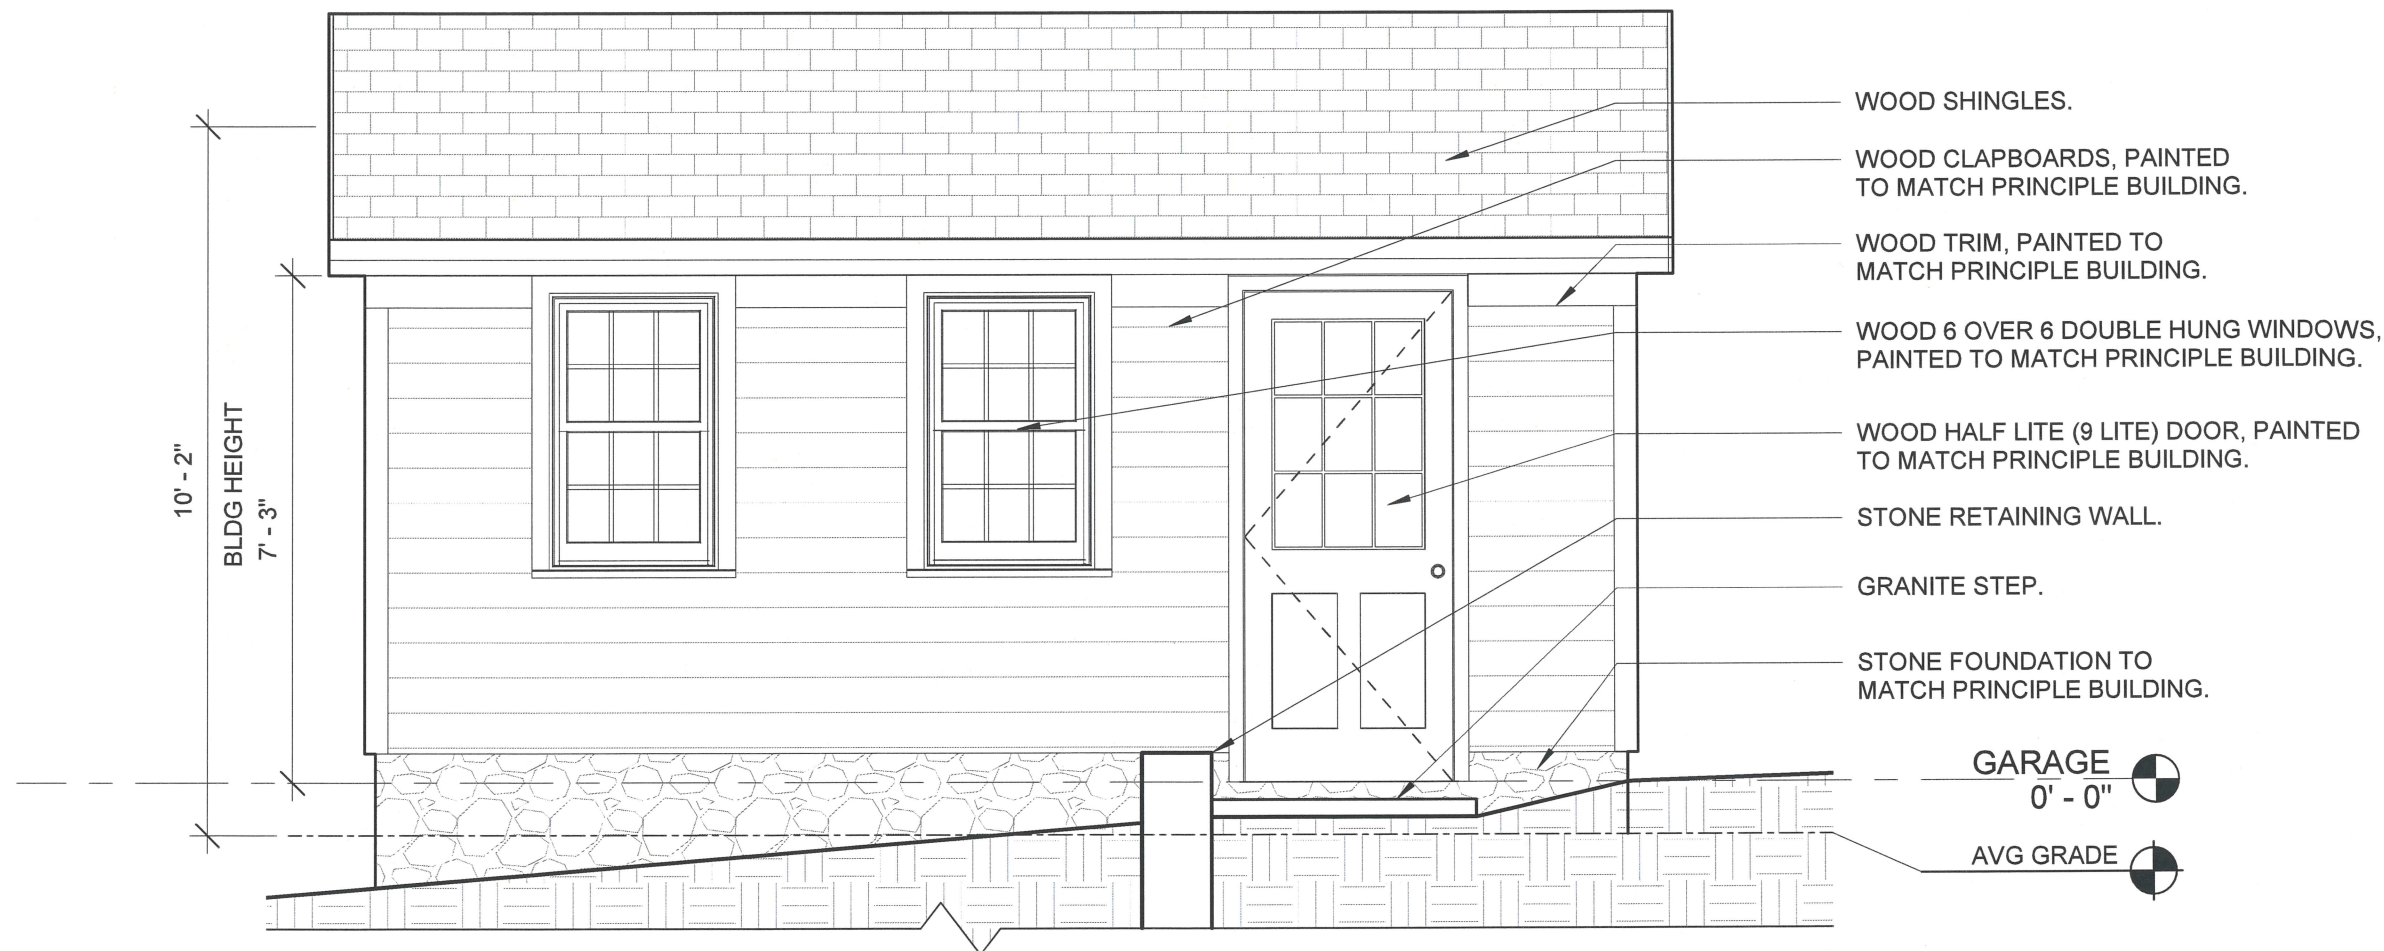 WOOD SHINGLES.
WOOD CLAPBOARDS, PAINTED
TO MATCH PRINCIPLE BUILDING.
WOOD TRIM, PAINTED TO
MATCH PRINCIPLE BUILDING.
WOOD 6 OVER 6 DOUBLE HUNG WINDOWS,
PAINTED TO MATCH PRINCIPLE BUILDING.
WOOD HALF LITE (9 LITE) DOOR, PAINTED
TO MATCH PRINCIPLE BUILDING.
STONE RETAINING WALL.
GRANITE STEP.
STONE FOUNDATION TO
MATCH PRINCIPLE BUILDING.
GARAGE
0' - 0"
AVG GRADE
10' - 2"
BLDG HEIGHT
7' - 3"